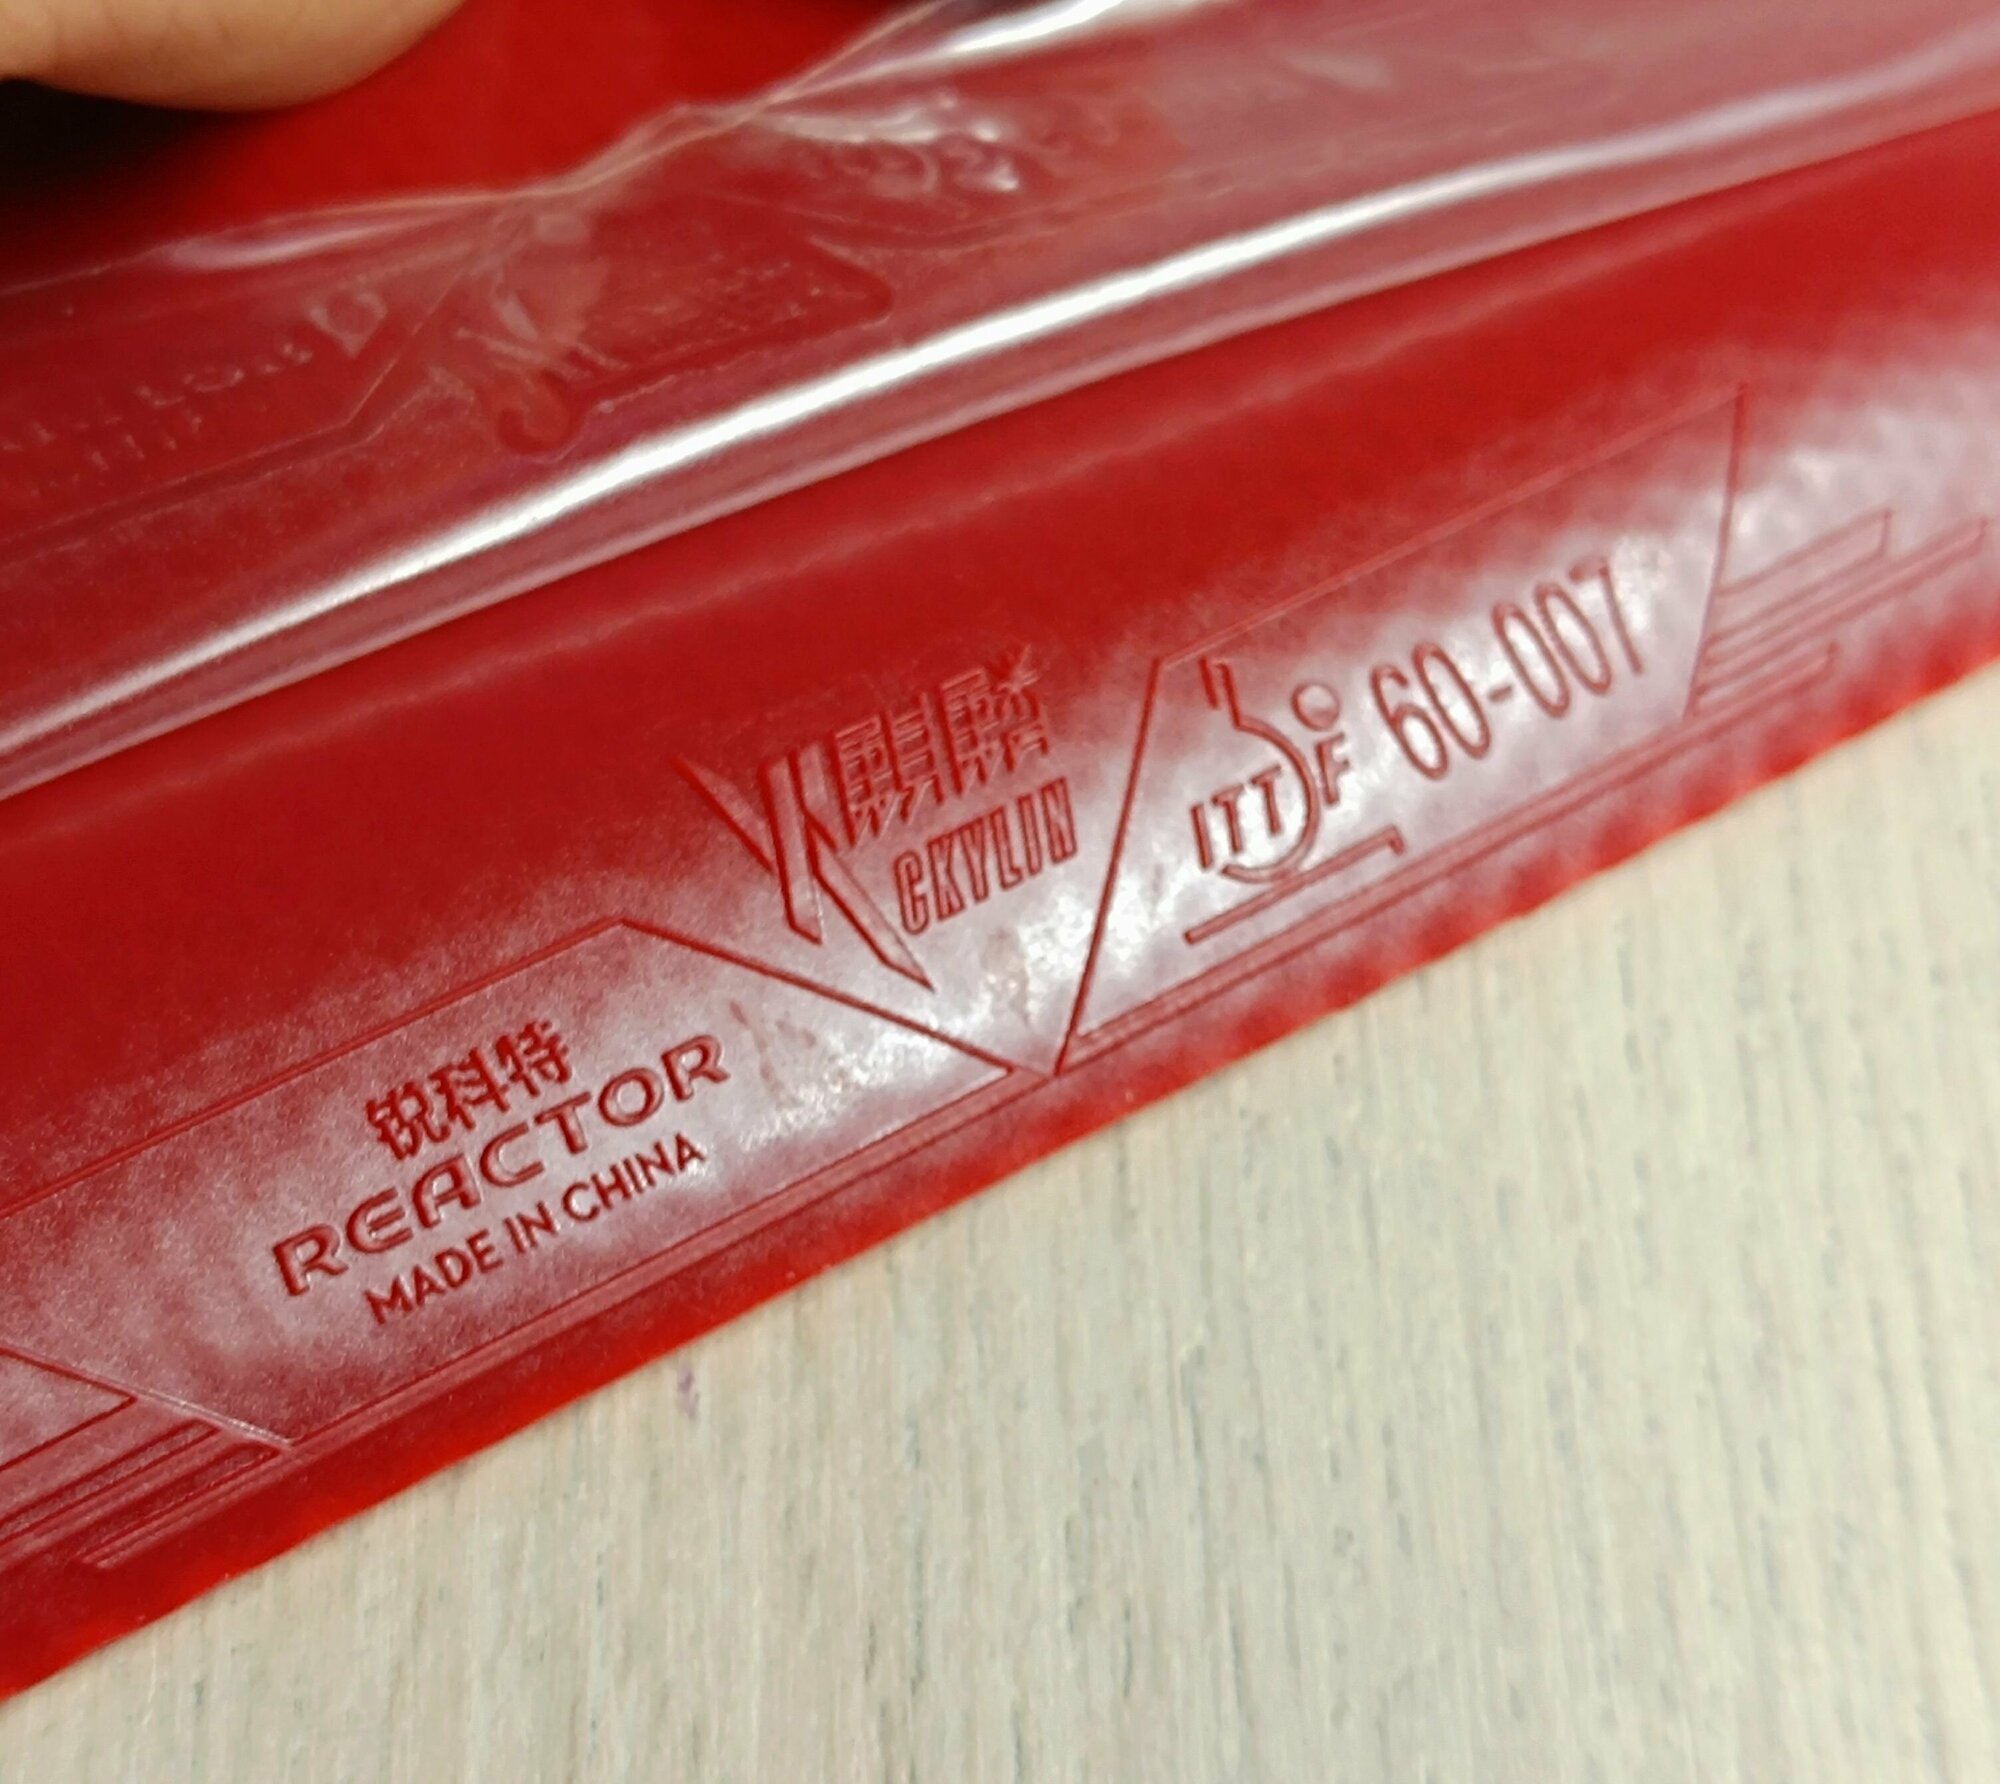 麒麟
CKYLIN
ITTF 60-007
锐科特
REACTOR
MADE IN CHINA